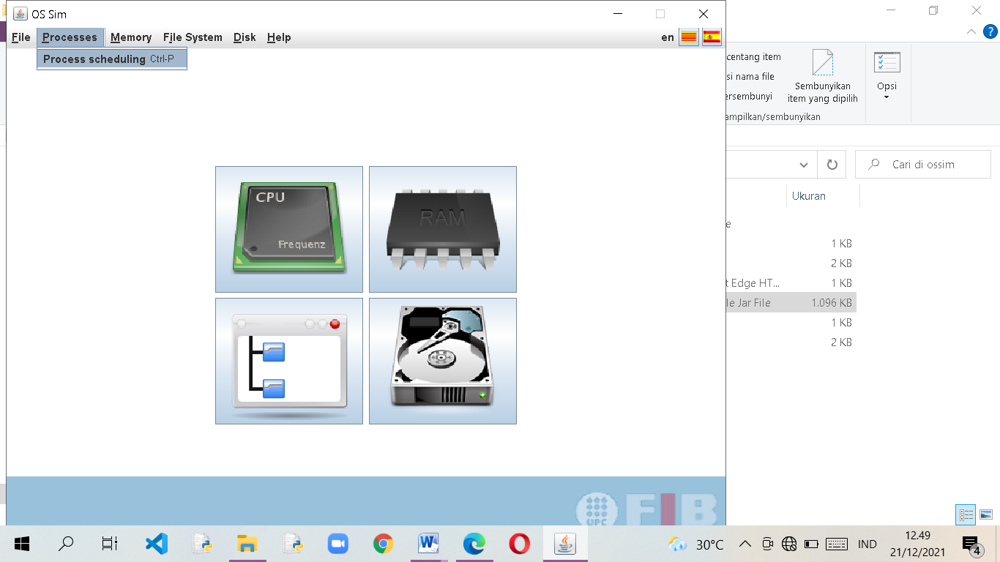 OS Sim
File Processes Memory File System Disk Help en
Process scheduling Ctrl-P
CPU
Frequenz
RAM
UPC FIB
centang item
si nama file
ersembunyi
ampilkan/sembunyikan
Sembunyikan
item yang dipilih
Opsi
Cari di ossim
Ukuran
e
1 KB
2 KB
t Edge HT... 1 KB
le Jar File 1.096 KB
1 KB
2 KB
30°C IND 12.49
21/12/2021
4